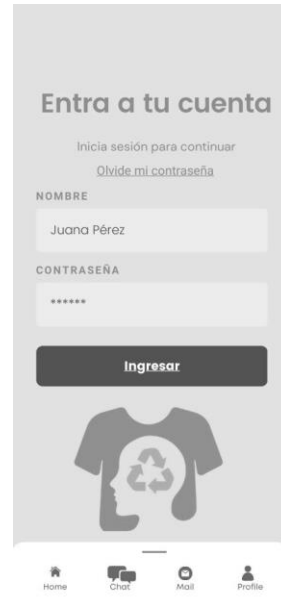 Entra a tu cuenta
Inicia sesión para continuar
Olvide mi contraseña
NOMBRE
Juana Pérez
CONTRASEÑA
******
Ingresar
Home Chat Mail Profile